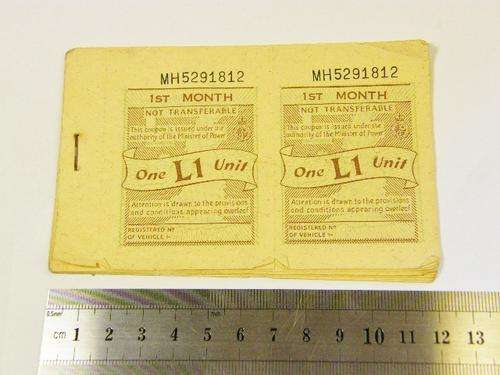 MH5291812
1ST MONTH
NOT TRANSFERABLE
This coupon is issued under the
authority of the Minister of Power
One L1 Unit
Attention is drawn to the provisions
and conditions appearing overleaf
REGISTERED Nº
OF VEHICLE :-
MH5291812
1ST MONTH
NOT TRANSFERABLE
This coupon is issued under the
authority of the Minister of Power
One L1 Unit
Attention is drawn to the provisions
and conditions appearing overleaf
REGISTERED Nº
OF VEHICLE :-
0.5mm mm
cm 1 2 3 4 5 6 7 8 9 10 11 12 13